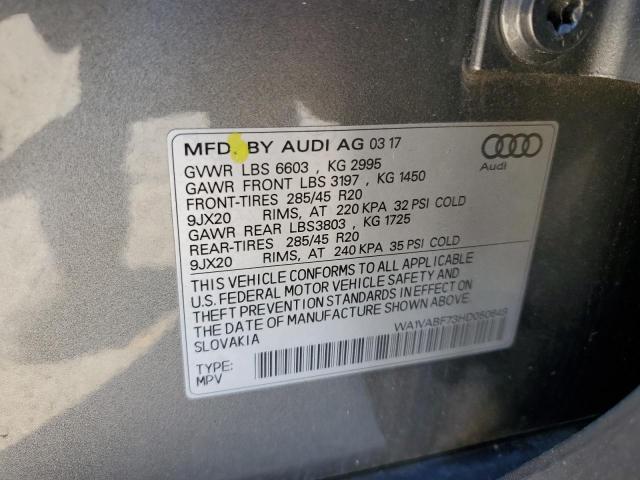 MFD. BY AUDI AG 03 17
GVWR LBS 6603 , KG 2995
GAWR FRONT LBS 3197 , KG 1450
FRONT-TIRES 285/45 R20
9JX20 RIMS, AT 220 KPA 32 PSI COLD
GAWR REAR LBS3803 , KG 1725
REAR-TIRES 285/45 R20
9JX20 RIMS, AT 240 KPA 35 PSI COLD
THIS VEHICLE CONFORMS TO ALL APPLICABLE
U.S. FEDERAL MOTOR VEHICLE SAFETY AND
THEFT PREVENTION STANDARDS IN EFFECT ON
THE DATE OF MANUFACTURE SHOWN ABOVE.
SLOVAKIA
TYPE:
MPV
Audi